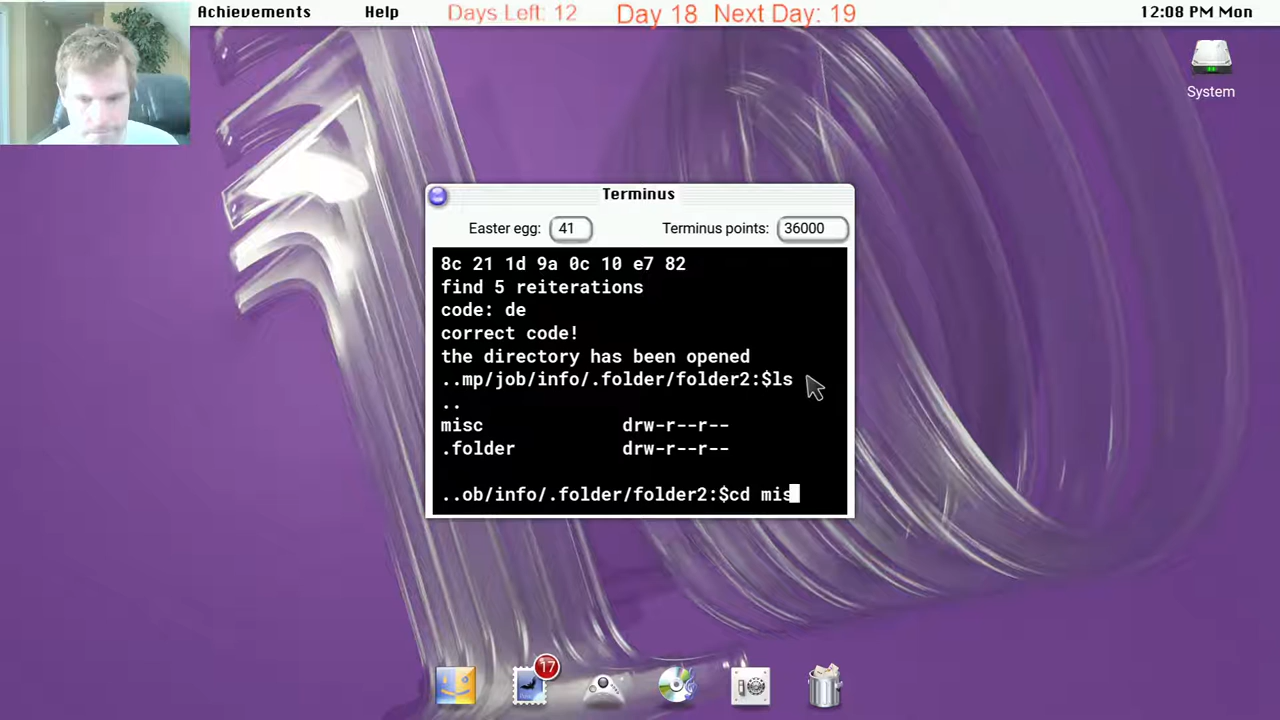 Achievements Help Days Left: 12 Day 18 Next Day: 19 12:08 PM Mon
System
Terminus
Easter egg: 41 Terminus points: 36000
8c 21 1d 9a 0c 10 e7 82
find 5 reiterations
code: de
correct code!
the directory has been opened
..mp/job/info/.folder/folder2:$ls
..
misc drw-r--r--
.folder drw-r--r--
..ob/info/.folder/folder2:$cd mis
17